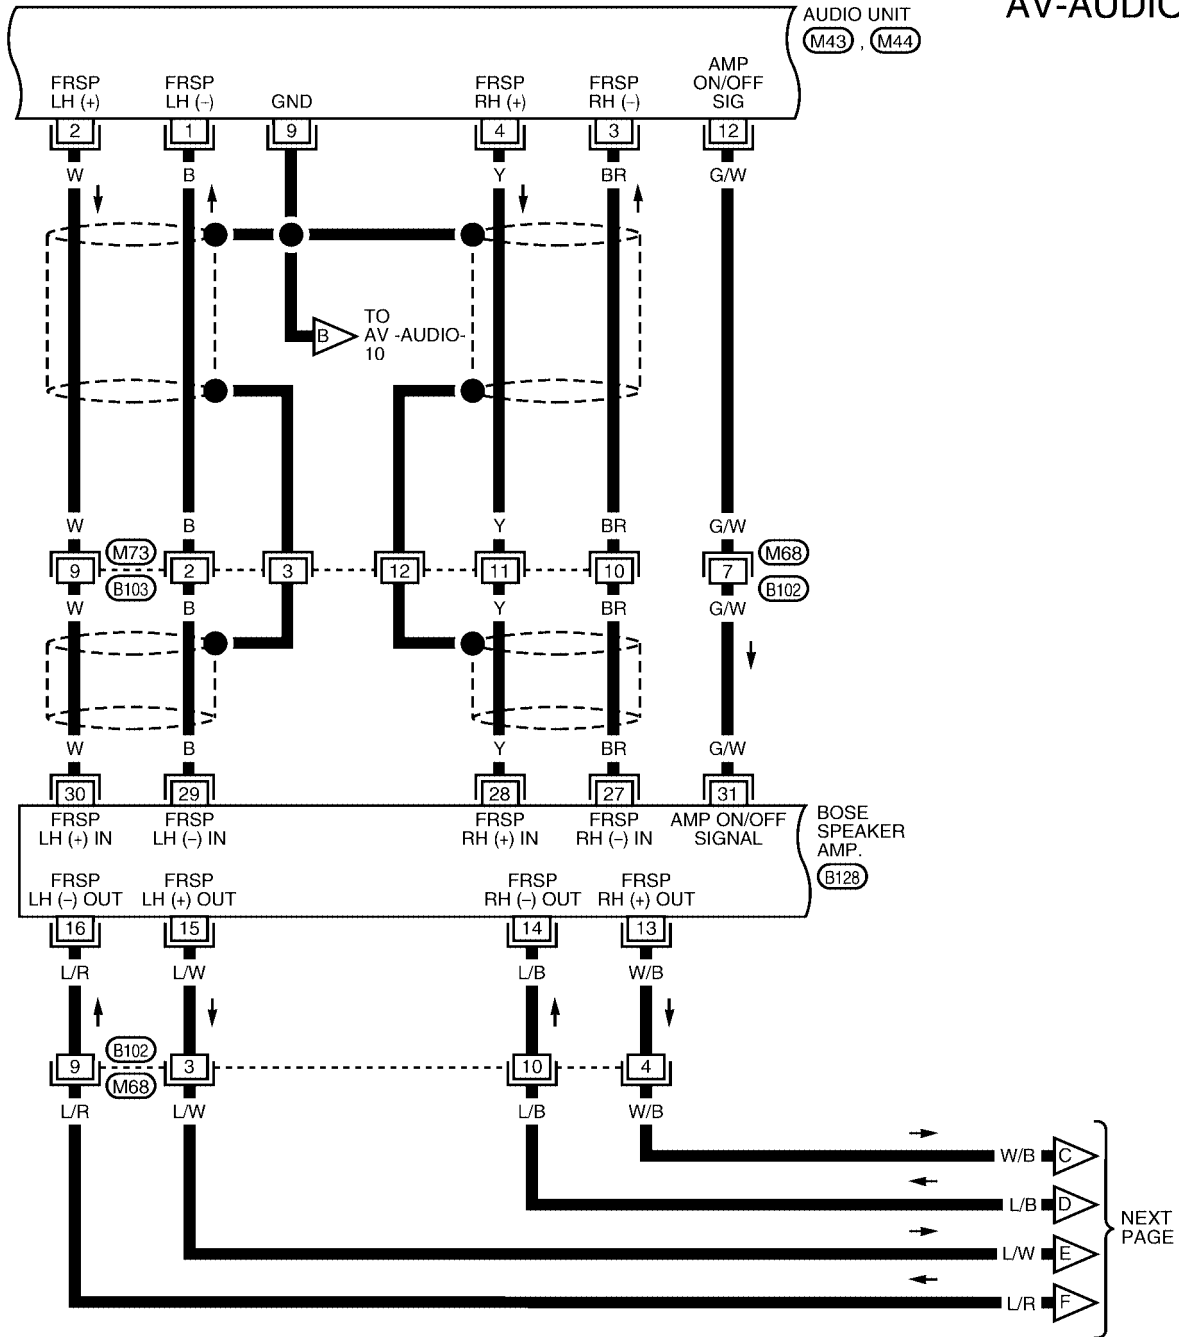 AV-AUDIO
AUDIO UNIT
M43 , M44
FRSP LH (+)
FRSP LH (–)
GND
FRSP RH (+)
FRSP RH (–)
AMP ON/OFF SIG
2 1 9 4 3 12
W B Y BR G/W
B
TO
AV -AUDIO-
10
W B Y BR G/W
M73
M68
9 2 3 12 11 10 7
B103
B102
W B Y BR G/W
W B Y BR G/W
30 29 28 27 31
FRSP LH (+) IN
FRSP LH (–) IN
FRSP RH (+) IN
FRSP RH (–) IN
AMP ON/OFF SIGNAL
BOSE
SPEAKER
AMP.
B128
FRSP LH (–) OUT
FRSP LH (+) OUT
FRSP RH (–) OUT
FRSP RH (+) OUT
16 15 14 13
L/R L/W L/B W/B
B102
9 3 10 4
M68
L/R L/W L/B W/B
W/B C
L/B D
L/W E
L/R F
NEXT
PAGE